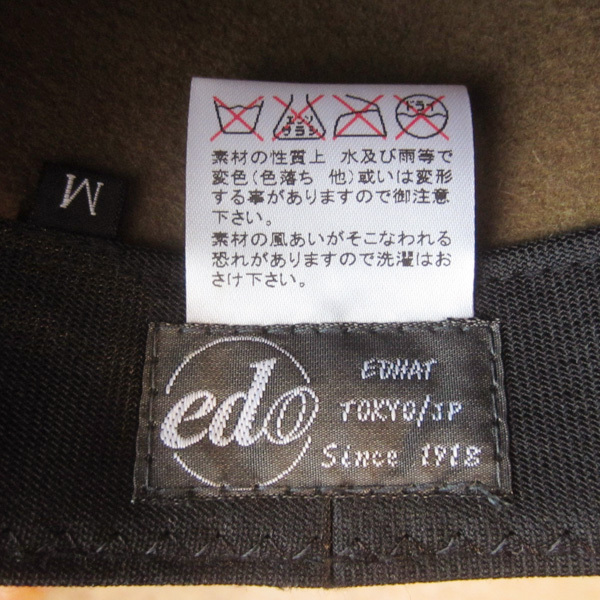 エンソ
サラシ
ドライ
素材の性質上 水及び雨等で
変色(色落ち 他)或いは変形
する事がありますので御注意
下さい。
素材の風あいがそこなわれる
恐れがありますので洗濯はお
さけ下さい。
M
edo
EDHAT
TOKYO/JP
Since 1918